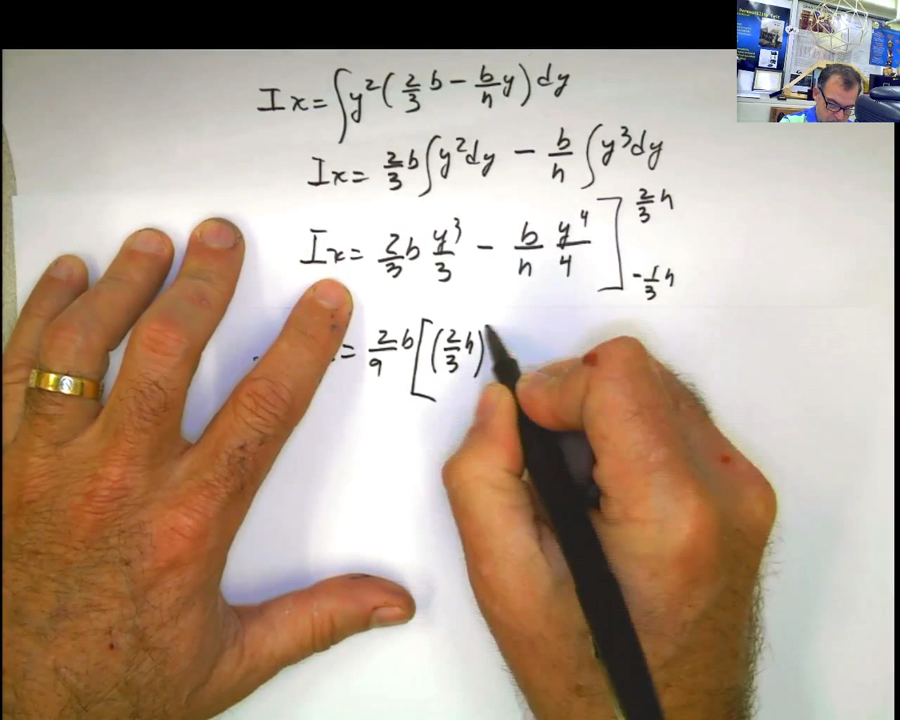 Ix = ∫y²(2/3 b − b/h y) dy
Ix = 2/3 b ∫y²dy − b/h ∫y³dy
Ix = 2/3 b y³/3 − b/h y⁴/4 ] 2/3 h -1/3 h
= 2/9 b [(2/3 h)